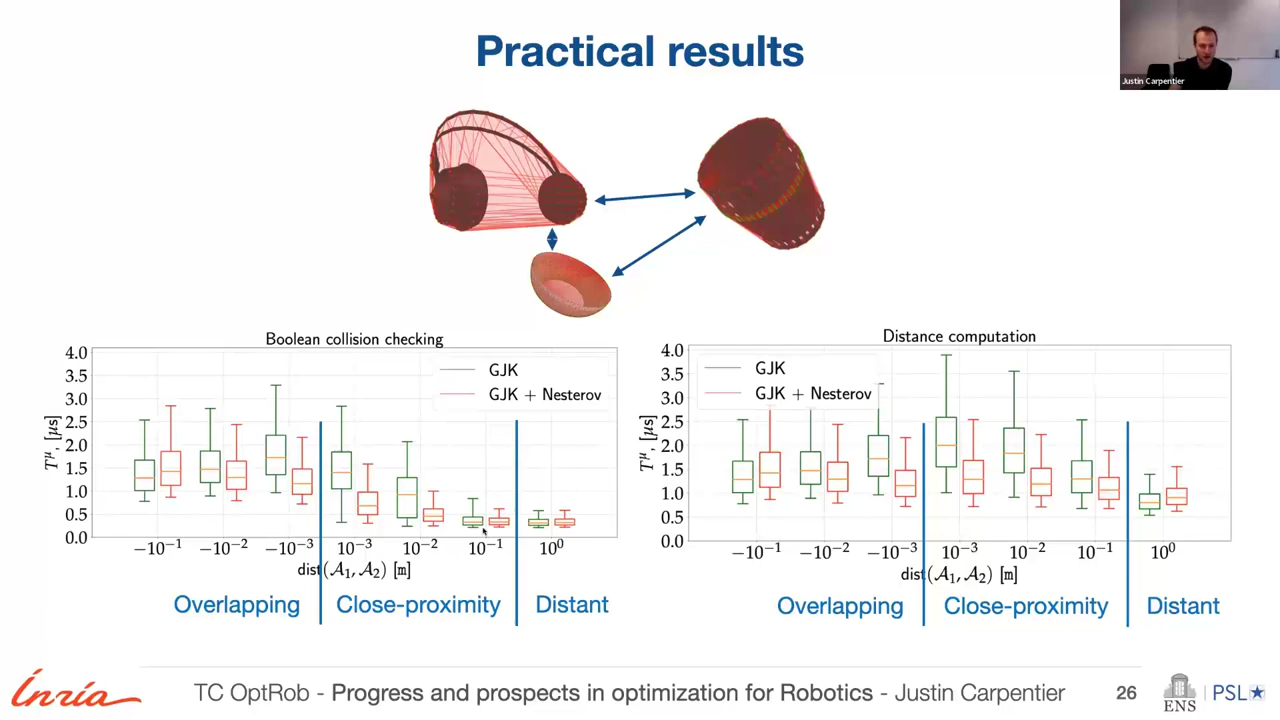 Practical results
Justin Carpentier
Boolean collision checking
4.0
3.5
3.0
2.5
2.0
1.5
1.0
0.5
0.0
T^μ, [μs]
GJK
GJK + Nesterov
−10^-1
−10^-2
−10^-3
10^-3
10^-2
10^-1
10^0
dist(A_1, A_2) [m]
Overlapping
Close-proximity
Distant
Distance computation
4.0
3.5
3.0
2.5
2.0
1.5
1.0
0.5
0.0
T^μ, [μs]
GJK
GJK + Nesterov
−10^-1
−10^-2
−10^-3
10^-3
10^-2
10^-1
10^0
dist(A_1, A_2) [m]
Overlapping
Close-proximity
Distant
Inria
TC OptRob - Progress and prospects in optimization for Robotics - Justin Carpentier
26
ENS
PSL